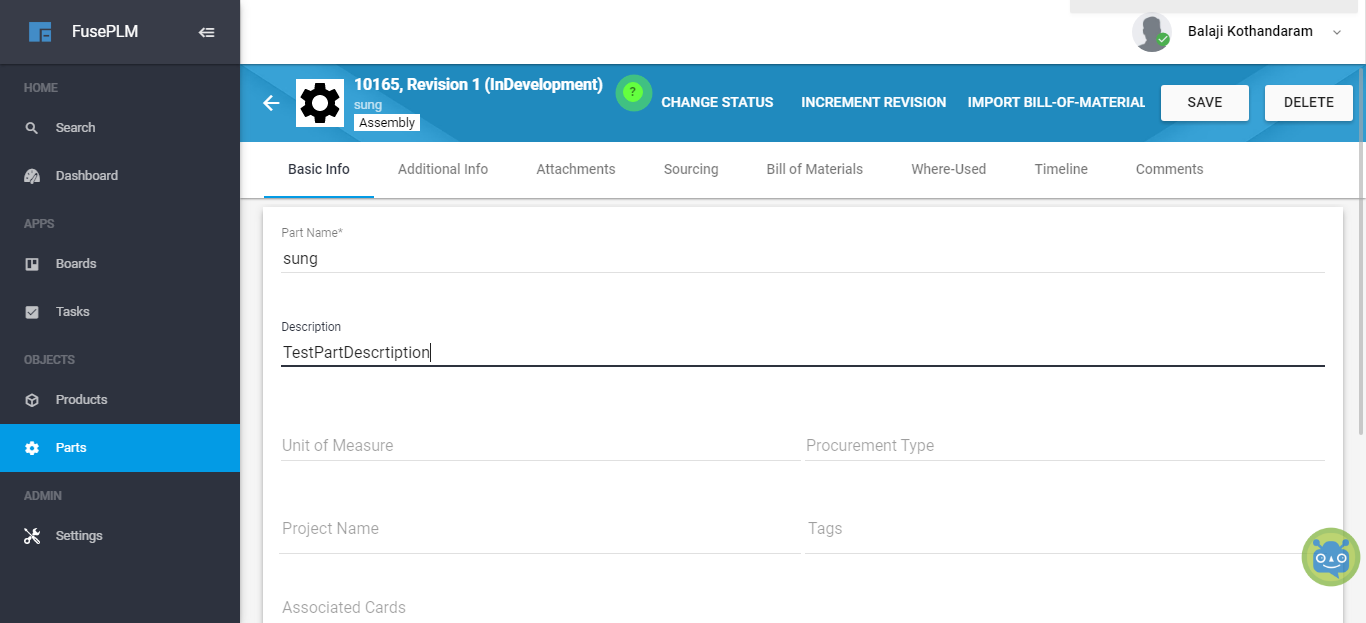 FusePLM
HOME
Search
Dashboard
APPS
Boards
Tasks
OBJECTS
Products
Parts
ADMIN
Settings
Balaji Kothandaram
10165, Revision 1 (InDevelopment)
sung
Assembly
?
CHANGE STATUS
INCREMENT REVISION
IMPORT BILL-OF-MATERIAL
SAVE
DELETE
Basic Info
Additional Info
Attachments
Sourcing
Bill of Materials
Where-Used
Timeline
Comments
Part Name*
sung
Description
TestPartDescrtiption
Unit of Measure
Procurement Type
Project Name
Tags
Associated Cards